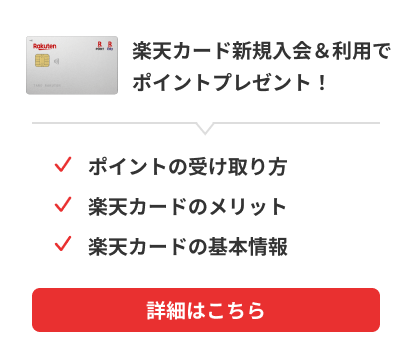 Rakuten
楽天カード新規入会＆利用で
ポイントプレゼント！
ポイントの受け取り方
楽天カードのメリット
楽天カードの基本情報
詳細はこちら